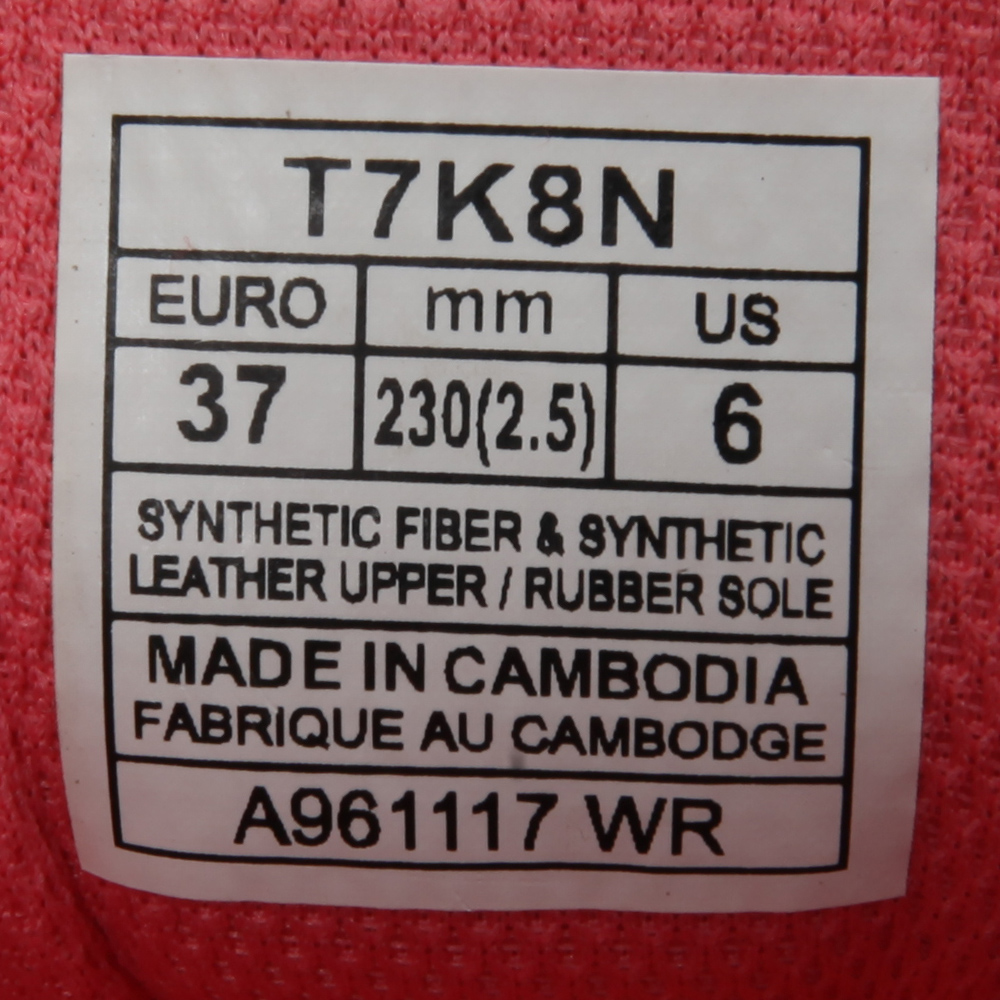 T7K8N
EURO mm US
37 230(2.5) 6
SYNTHETIC FIBER & SYNTHETIC
LEATHER UPPER / RUBBER SOLE
MADE IN CAMBODIA
FABRIQUE AU CAMBODGE
A961117 WR